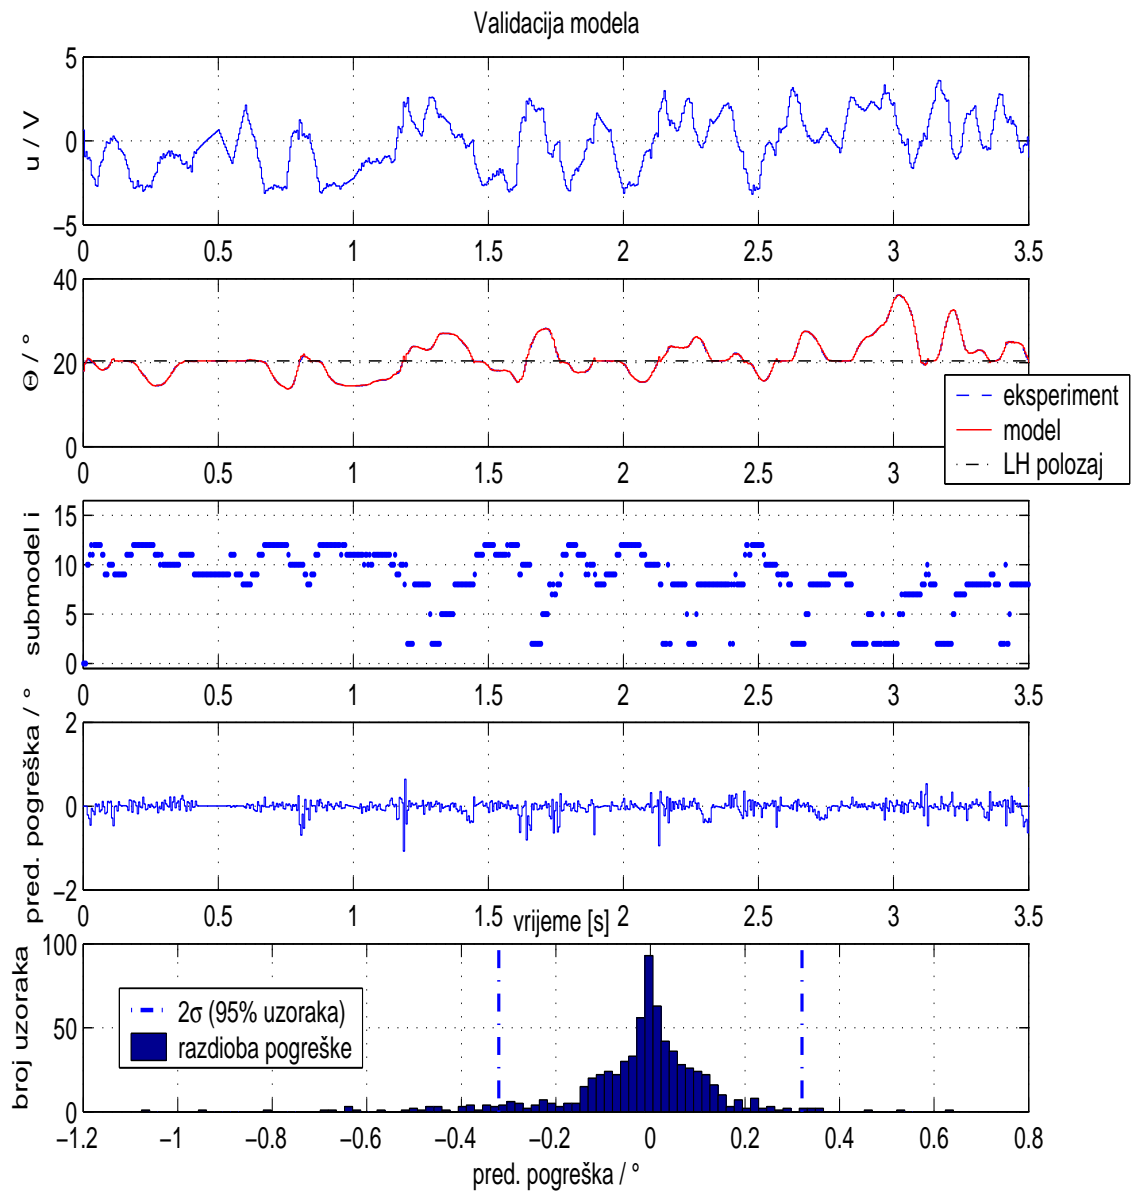 Validacija modela
5
0
−5
u / V
0 0.5 1 1.5 2 2.5 3 3.5
40
20
0
Θ / °
0 0.5 1 1.5 2 2.5 3 3.5
eksperiment
model
LH polozaj
15
10
5
0
submodel i
0 0.5 1 1.5 2 2.5 3 3.5
2
0
−2
pred. pogreška / °
0 0.5 1 1.5 2 2.5 3 3.5
vrijeme [s]
100
50
0
broj uzoraka
2σ (95% uzoraka)
razdioba pogreške
−1.2 −1 −0.8 −0.6 −0.4 −0.2 0 0.2 0.4 0.6 0.8
pred. pogreška / °